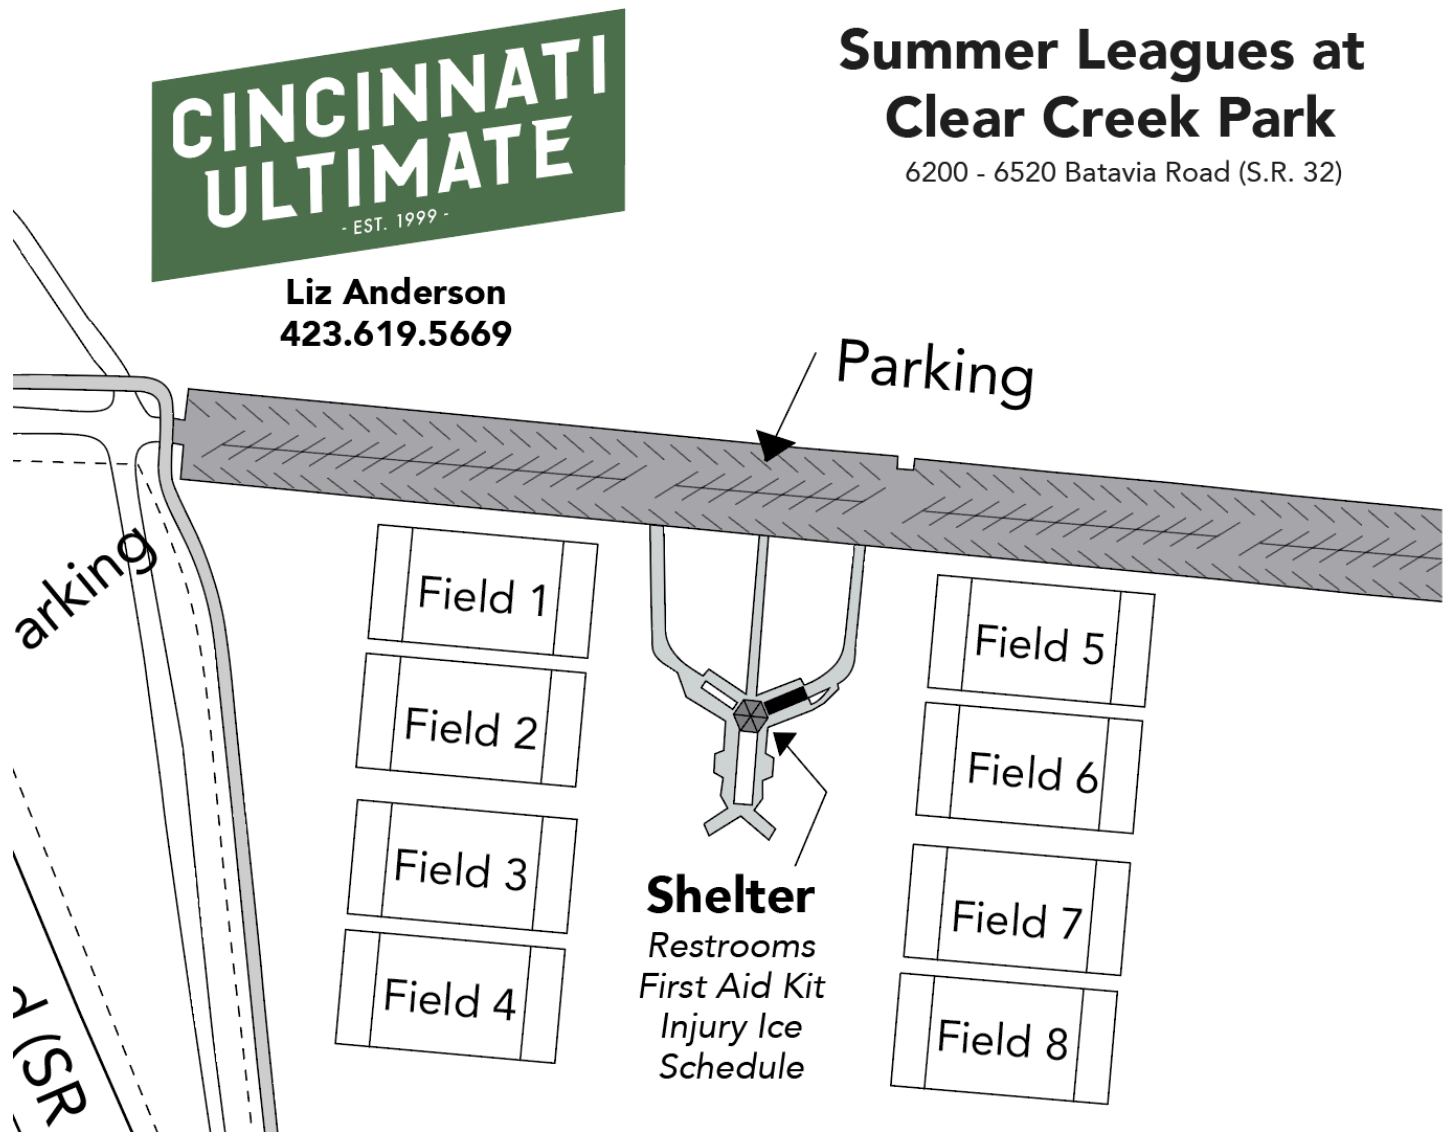 CINCINNATI
ULTIMATE
- EST. 1999 -
Liz Anderson
423.619.5669
Summer Leagues at
Clear Creek Park
6200 - 6520 Batavia Road (S.R. 32)
Parking
arking
Field 1
Field 2
Field 3
Field 4
Field 5
Field 6
Field 7
Field 8
Shelter
Restrooms
First Aid Kit
Injury Ice
Schedule
d (SR